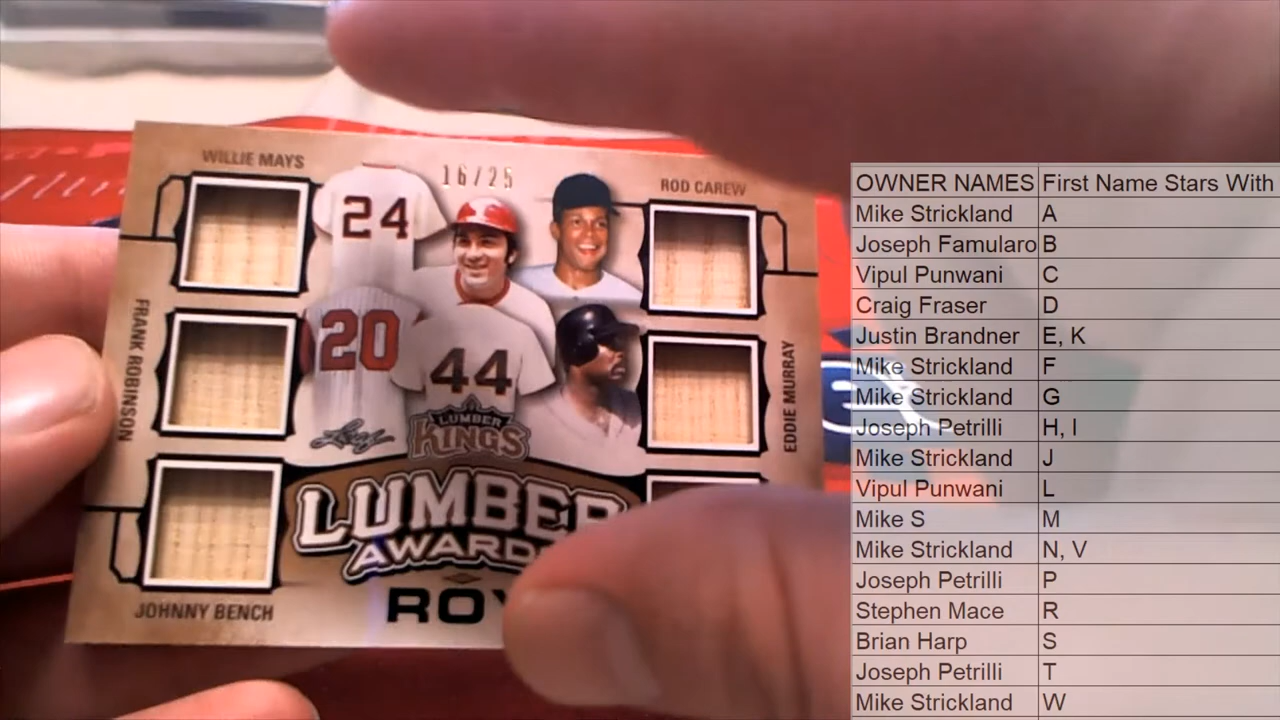 WILLIE MAYS
16/25
ROD CAREW
24
FRANK ROBINSON
20
44
EDDIE MURRAY
Leaf
LUMBER
KINGS
LUMBER
AWARD
JOHNNY BENCH
ROY
OWNER NAMES First Name Stars With
Mike Strickland A
Joseph Famularo B
Vipul Punwani C
Craig Fraser D
Justin Brandner E, K
Mike Strickland F
Mike Strickland G
Joseph Petrilli H, I
Mike Strickland J
Vipul Punwani L
Mike S M
Mike Strickland N, V
Joseph Petrilli P
Stephen Mace R
Brian Harp S
Joseph Petrilli T
Mike Strickland W